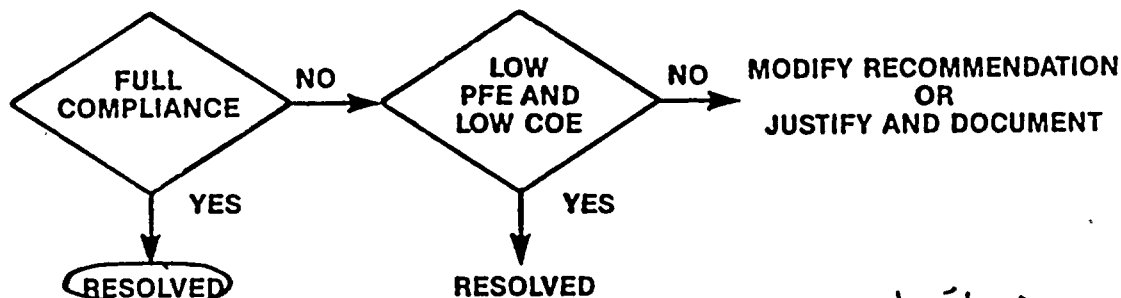 FULL
COMPLIANCE
NO
LOW
PFE AND
LOW COE
NO
MODIFY RECOMMENDATION
OR
JUSTIFY AND DOCUMENT
YES
YES
RESOLVED
RESOLVED